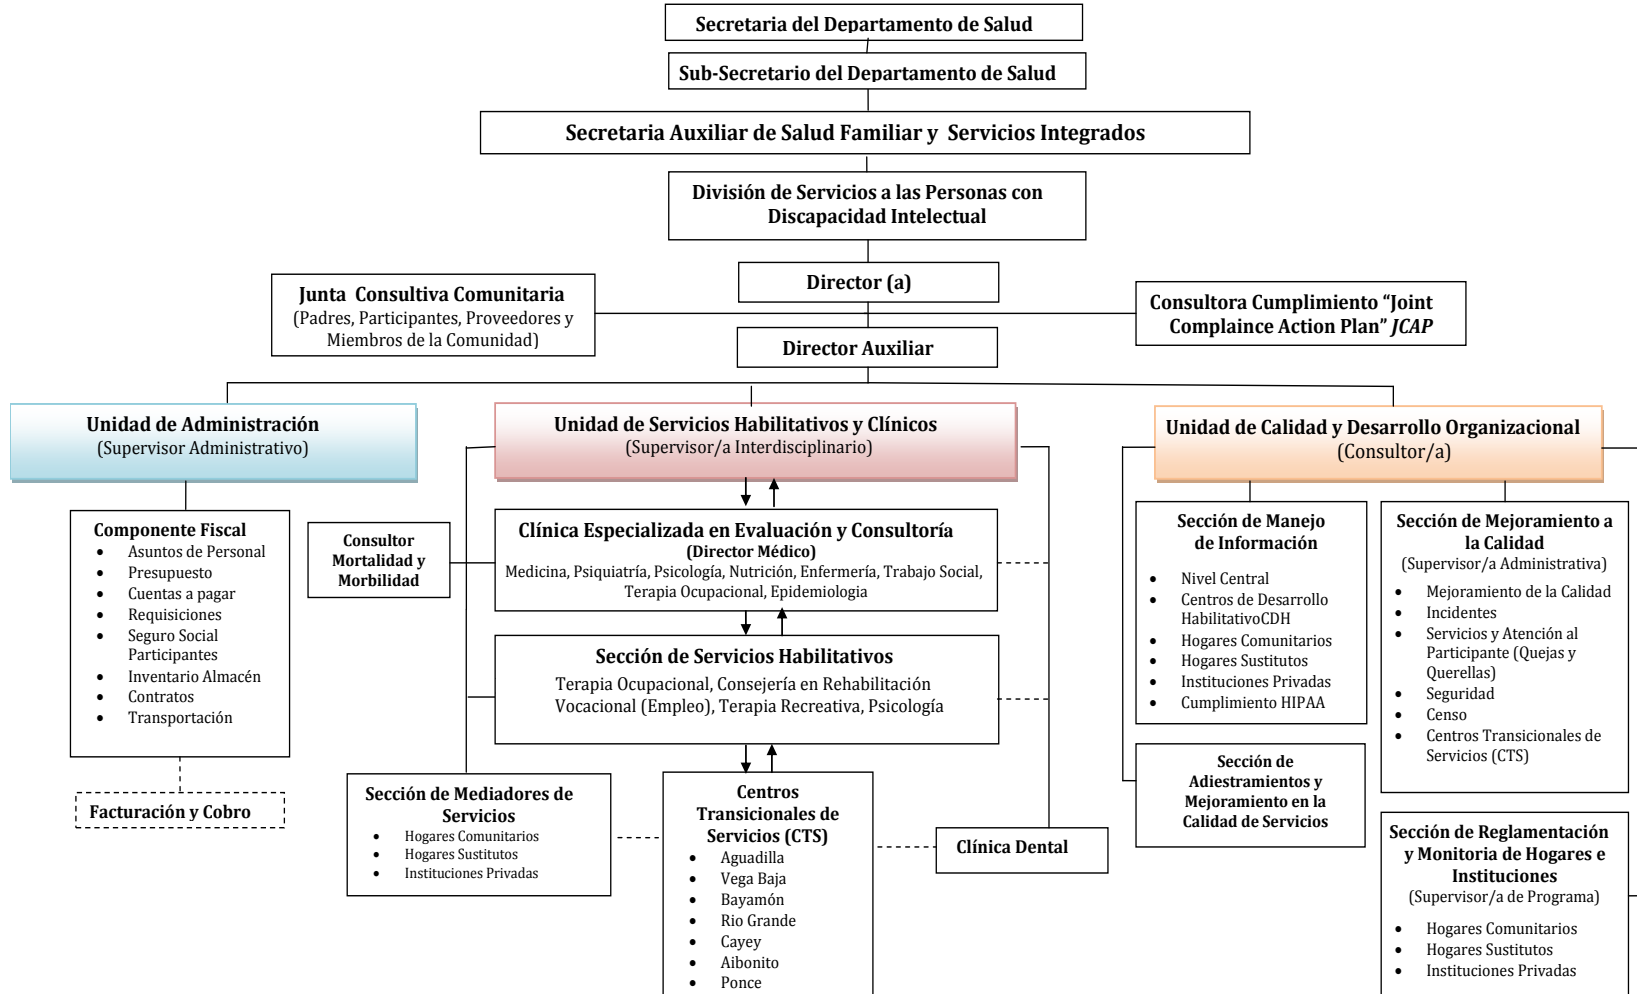 Secretaria del Departamento de Salud
Sub-Secretario del Departamento de Salud
Secretaria Auxiliar de Salud Familiar y Servicios Integrados
División de Servicios a las Personas con
Discapacidad Intelectual
Director (a)
Junta Consultiva Comunitaria
(Padres, Participantes, Proveedores y
Miembros de la Comunidad)
Consultora Cumplimiento “Joint
Complaince Action Plan” JCAP
Director Auxiliar
Unidad de Administración
(Supervisor Administrativo)
Unidad de Servicios Habilitativos y Clínicos
(Supervisor/a Interdisciplinario)
Unidad de Calidad y Desarrollo Organizacional
(Consultor/a)
Componente Fiscal
• Asuntos de Personal
• Presupuesto
• Cuentas a pagar
• Requisiciones
• Seguro Social
Participantes
• Inventario Almacén
• Contratos
• Transportación
Facturación y Cobro
Consultor
Mortalidad y
Morbilidad
Clínica Especializada en Evaluación y Consultoría
(Director Médico)
Medicina, Psiquiatría, Psicología, Nutrición, Enfermería, Trabajo Social,
Terapia Ocupacional, Epidemiologia
Sección de Servicios Habilitativos
Terapia Ocupacional, Consejería en Rehabilitación
Vocacional (Empleo), Terapia Recreativa, Psicología
Sección de Mediadores de
Servicios
• Hogares Comunitarios
• Hogares Sustitutos
• Instituciones Privadas
Centros
Transicionales de
Servicios (CTS)
• Aguadilla
• Vega Baja
• Bayamón
• Rio Grande
• Cayey
• Aibonito
• Ponce
Clínica Dental
Sección de Manejo
de Información
• Nivel Central
• Centros de Desarrollo
HabilitativoCDH
• Hogares Comunitarios
• Hogares Sustitutos
• Instituciones Privadas
• Cumplimiento HIPAA
Sección de
Adiestramientos y
Mejoramiento en la
Calidad de Servicios
Sección de Mejoramiento a
la Calidad
(Supervisor/a Administrativa)
• Mejoramiento de la Calidad
• Incidentes
• Servicios y Atención al
Participante (Quejas y
Querellas)
• Seguridad
• Censo
• Centros Transicionales de
Servicios (CTS)
Sección de Reglamentación
y Monitoria de Hogares e
Instituciones
(Supervisor/a de Programa)
• Hogares Comunitarios
• Hogares Sustitutos
• Instituciones Privadas